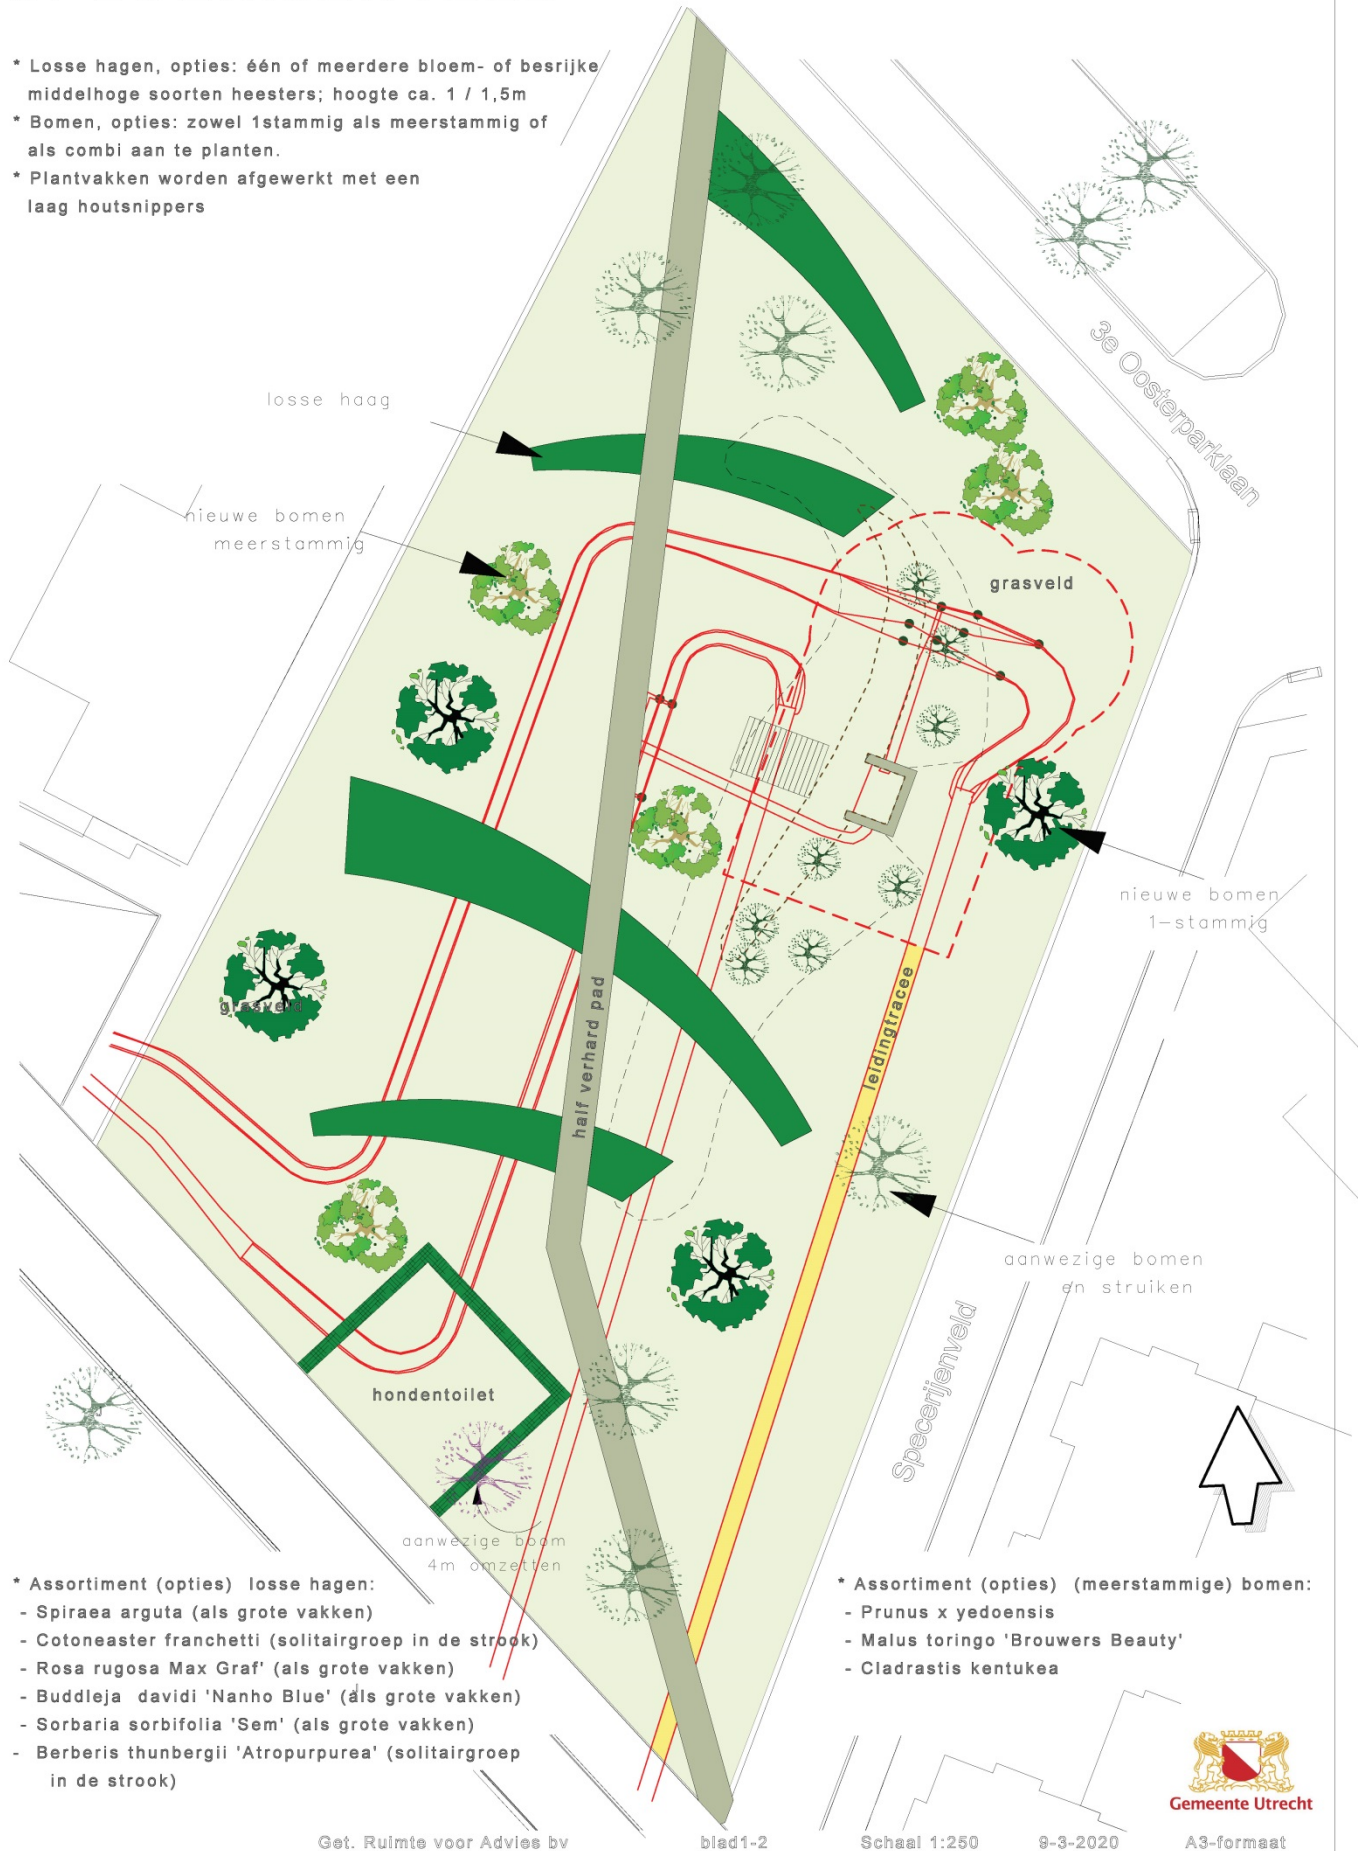 * Losse hagen, opties: één of meerdere bloem- of besrijke
middelhoge soorten heesters; hoogte ca. 1 / 1,5m
* Bomen, opties: zowel 1stammig als meerstammig of
als combi aan te planten.
* Plantvakken worden afgewerkt met een
laag houtsnippers
3e Oosterparklaan
losse haag
nieuwe bomen
meerstammig
grasveld
nieuwe bomen
1-stammig
grasveld
half verhard pad
leidingtracee
aanwezige bomen
en struiken
Specerijenveld
hondentoilet
aanwezige boom
4m omzetten
* Assortiment (opties) losse hagen:
- Spiraea arguta (als grote vakken)
- Cotoneaster franchetti (solitairgroep in de strook)
- Rosa rugosa Max Graf' (als grote vakken)
- Buddleja davidi 'Nanho Blue' (als grote vakken)
- Sorbaria sorbifolia 'Sem' (als grote vakken)
- Berberis thunbergii 'Atropurpurea' (solitairgroep
in de strook)
* Assortiment (opties) (meerstammige) bomen:
- Prunus x yedoensis
- Malus toringo 'Brouwers Beauty'
- Cladrastis kentukea
Gemeente Utrecht
Get. Ruimte voor Advies bv blad1-2 Schaal 1:250 9-3-2020 A3-formaat